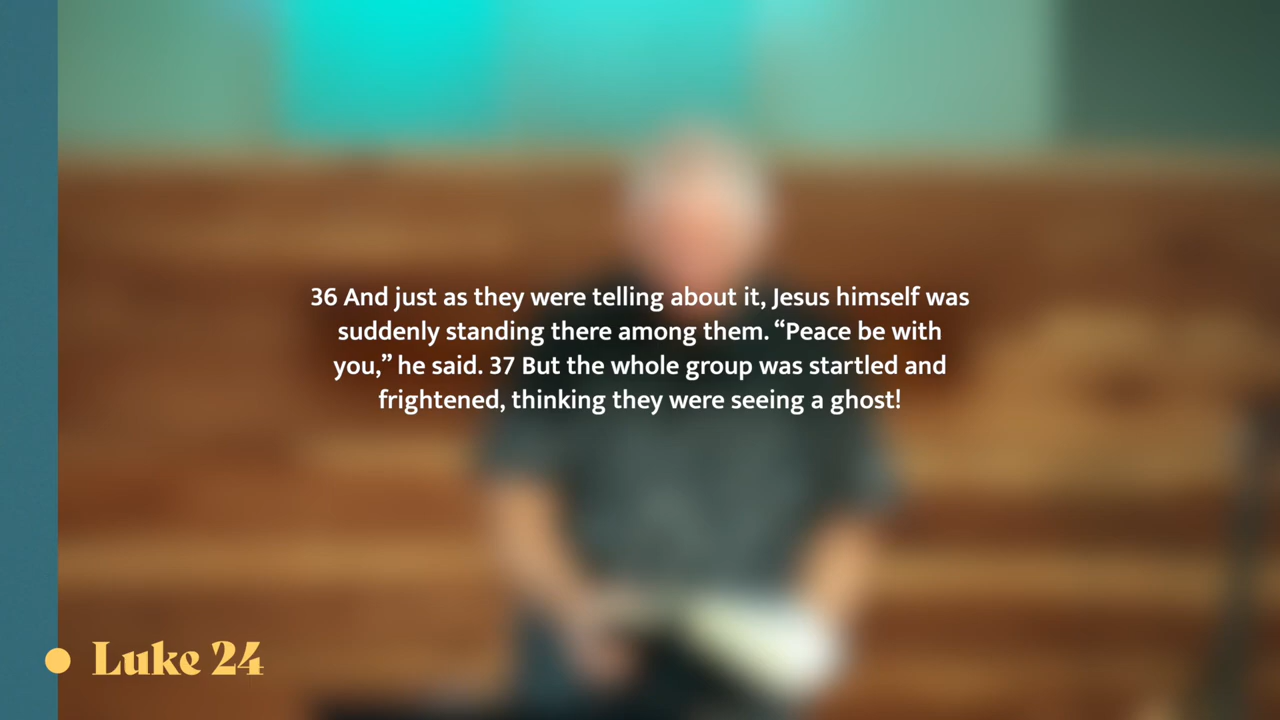 36 And just as they were telling about it, Jesus himself was
suddenly standing there among them. “Peace be with
you,” he said. 37 But the whole group was startled and
frightened, thinking they were seeing a ghost!
Luke 24